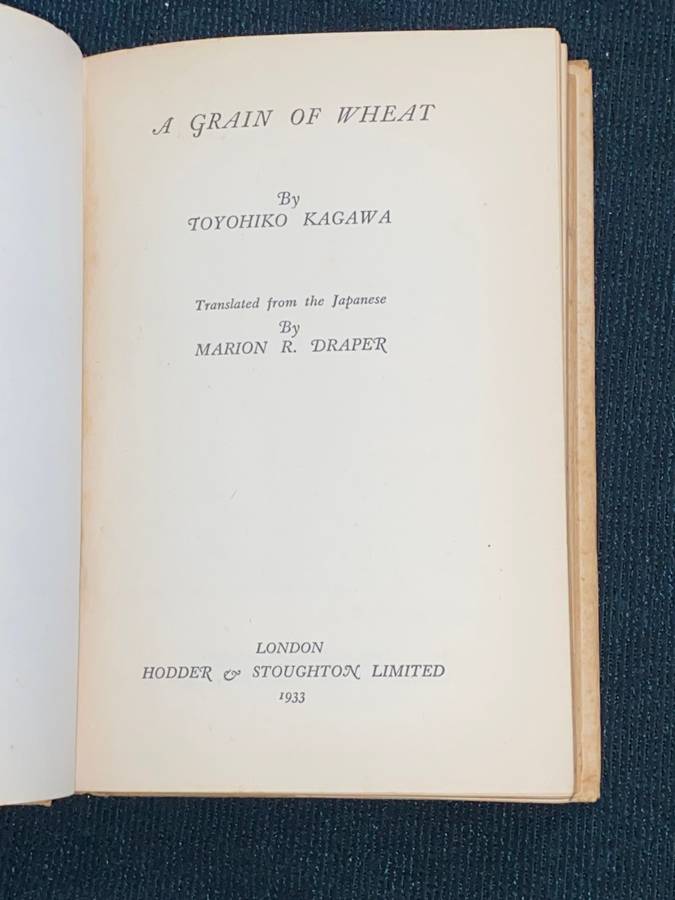 A GRAIN OF WHEAT
By
TOYOHIKO KAGAWA
Translated from the Japanese
By
MARION R. DRAPER
LONDON
HODDER & STOUGHTON LIMITED
1933